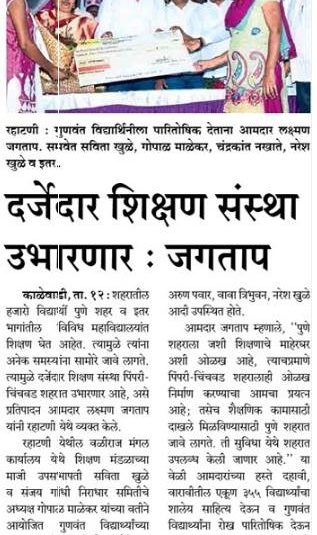 रहाटणी : गुणवंत विद्यार्थिनीला पारितोषिक देताना आमदार लक्ष्मण
जगताप. समवेत सविता खुळे, गोपाळ माळेकर, चंद्रकांत नखाते, नरेश
खुळे व इतर..
दर्जेदार शिक्षण संस्था
उभारणार : जगताप
काळेवाडी, ता. १२ : शहरातील
हजारो विद्यार्थी पुणे शहर व इतर
भागांतील विविध महाविद्यालयांत
शिक्षण घेत आहेत. त्यामुळे त्यांना
अनेक समस्यांना सामोरे जावे लागते.
त्यामुळे दर्जेदार शिक्षण संस्था पिंपरी-
चिंचवड शहरात उभारणार आहे, असे
प्रतिपादन आमदार लक्ष्मण जगताप
यांनी रहाटणी येथे व्यक्त केले.
रहाटणी येथील वळीराज मंगल
कार्यालय येथे शिक्षण मंडळाच्या
माजी उपसभापती सविता खुळे
व संजय गांधी निराधार समितीचे
अध्यक्ष गोपाळ माळेकर यांच्या वतीने
आयोजित गुणवंत विद्यार्थ्यांच्या
अरुण पवार, बाबा त्रिभुवन, नरेश खुळे
आदी उपस्थित होते.
आमदार जगताप म्हणाले, ''पुणे
शहराला जशी शिक्षणाचे माहेरघर
अशी ओळख आहे, त्याचप्रमाणे
पिंपरी-चिंचवड शहरालाही ओळख
निर्माण करण्याचा आमचा प्रयत्न
आहे; तसेच शैक्षणिक कामासाठी
दाखले मिळविण्यासाठी पुणे शहरात
जावे लागते. ती सुविधा येथे शहरात
उपलब्ध केली जाणार आहे.'' या
वेळी आमदारांच्या हस्ते दहावी,
बारावीतील एकूण ३५५ विद्यार्थ्यांचा
शालेय साहित्य देऊन व गुणवंत
विद्यार्थ्यांना रोख पारितोषिक देऊन